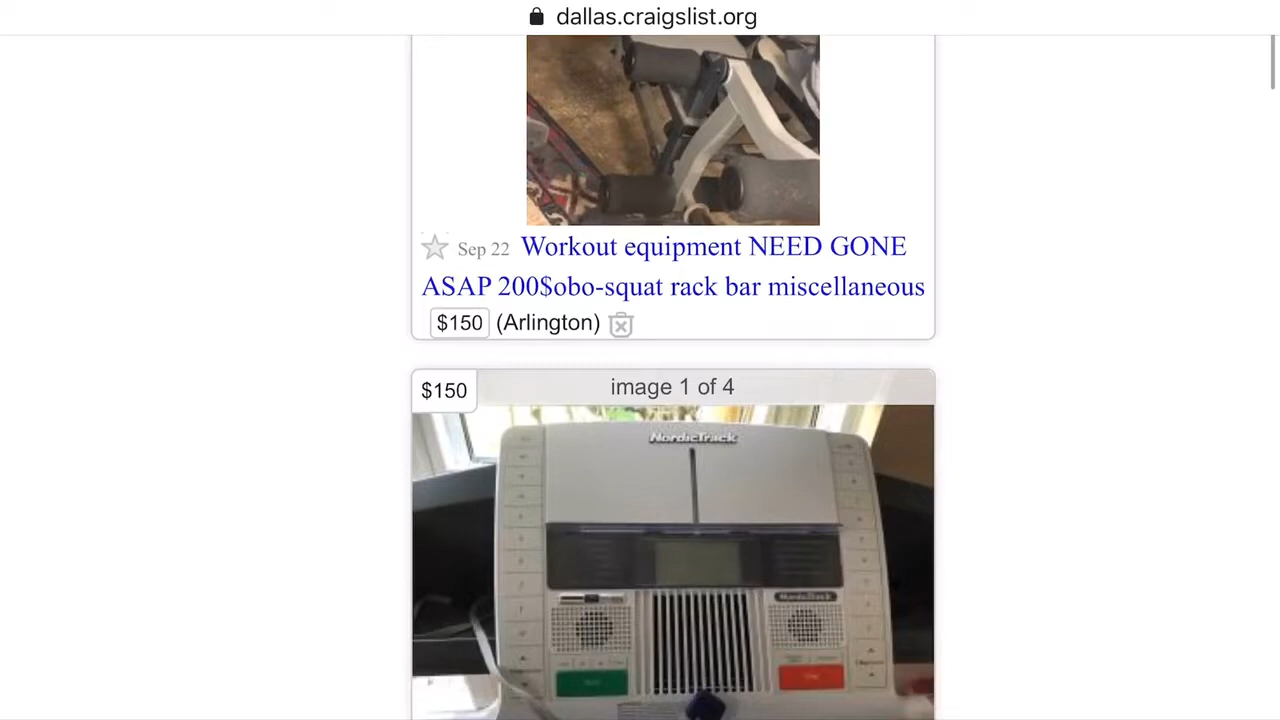 dallas.craigslist.org
Sep 22 Workout equipment NEED GONE
ASAP 200$obo-squat rack bar miscellaneous
$150 (Arlington)
$150
image 1 of 4
NordicTrack
NordicTrack